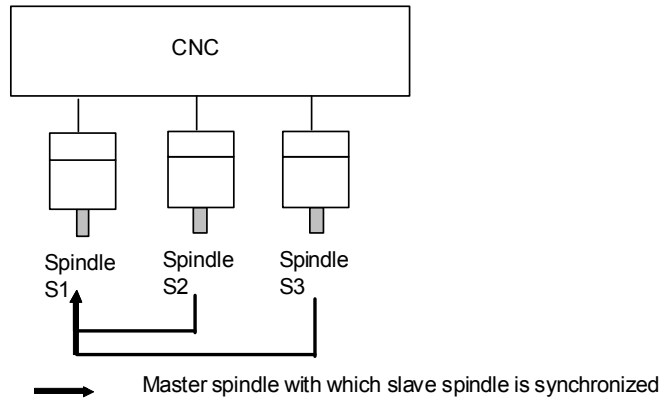 CNC
Spindle
S1
Spindle
S2
Spindle
S3
Master spindle with which slave spindle is synchronized